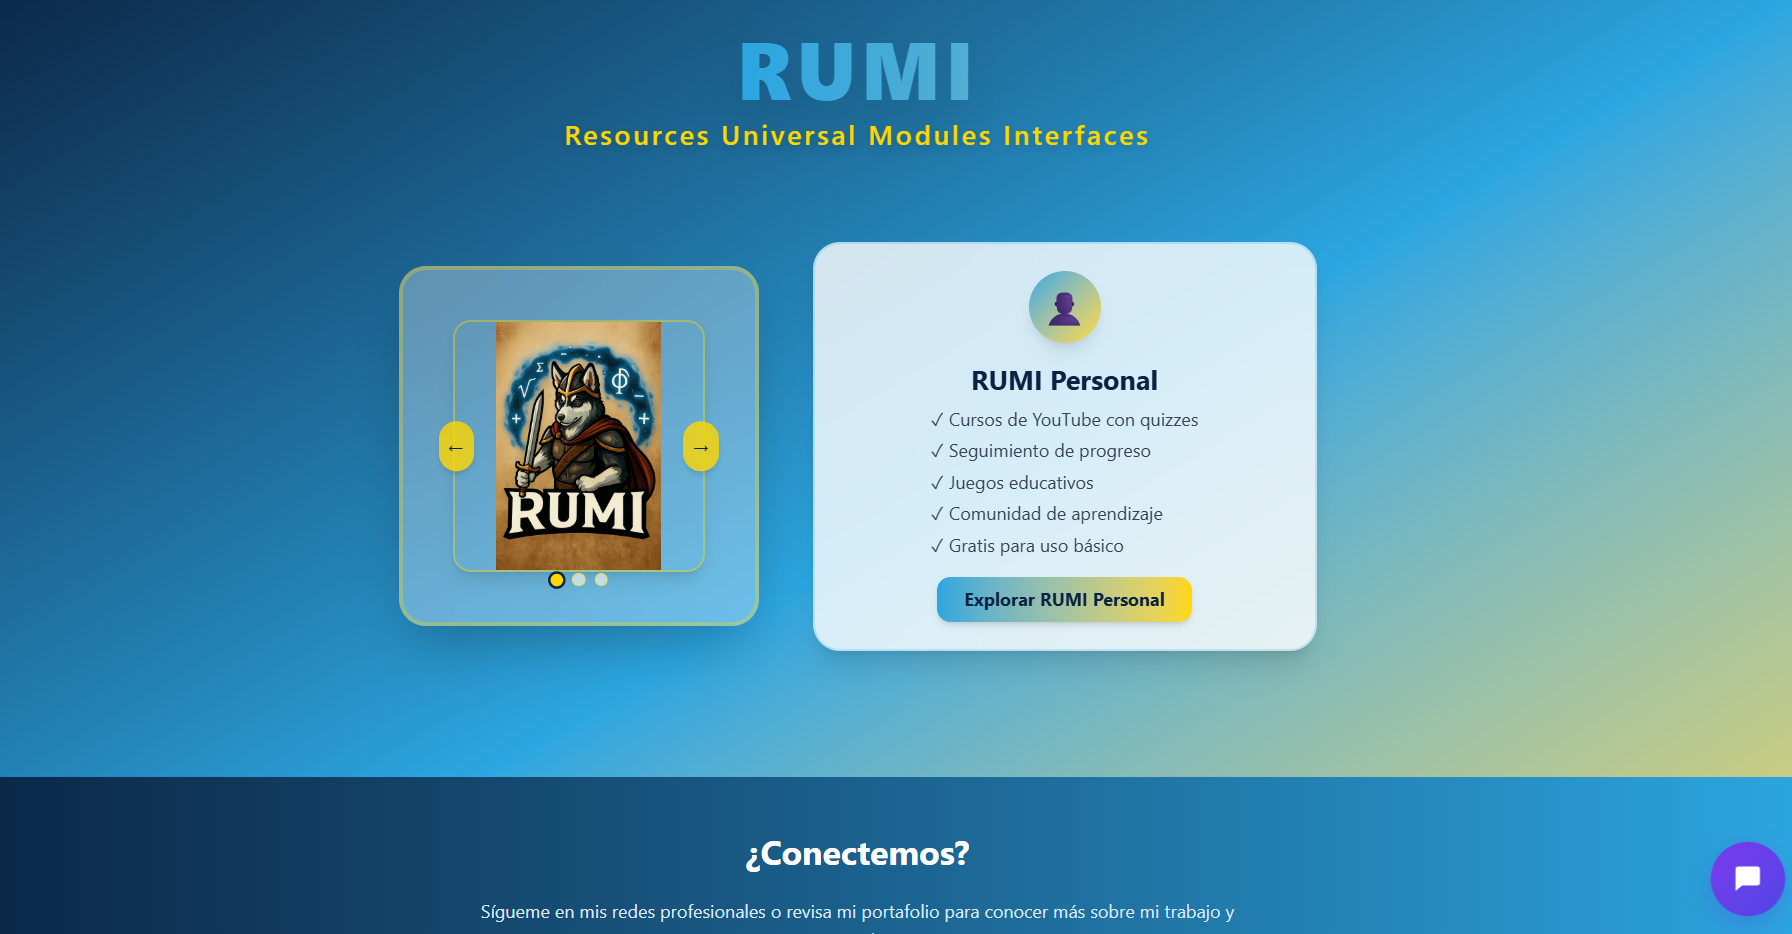 RUMI
Resources Universal Modules Interfaces
√ Σ φ
+ − +
RUMI
←
→
RUMI Personal
✓ Cursos de YouTube con quizzes
✓ Seguimiento de progreso
✓ Juegos educativos
✓ Comunidad de aprendizaje
✓ Gratis para uso básico
Explorar RUMI Personal
¿Conectemos?
Sígueme en mis redes profesionales o revisa mi portafolio para conocer más sobre mi trabajo y